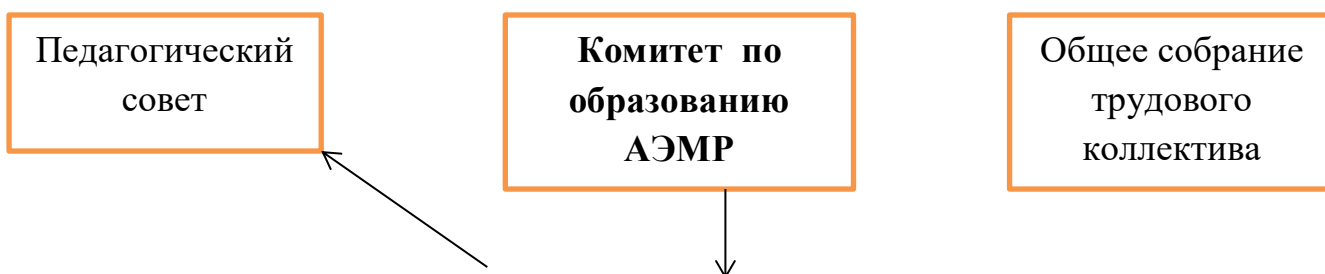 Педагогический
совет
Комитет по
образованию
АЭМР
Общее собрание
трудового
коллектива